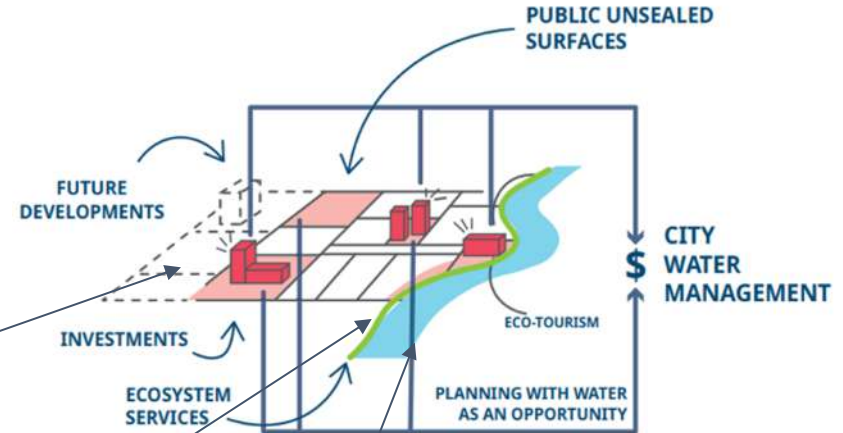 PUBLIC UNSEALED
SURFACES
FUTURE
DEVELOPMENTS
CITY
$ WATER
MANAGEMENT
ECO-TOURISM
INVESTMENTS
ECOSYSTEM
SERVICES
PLANNING WITH WATER
AS AN OPPORTUNITY